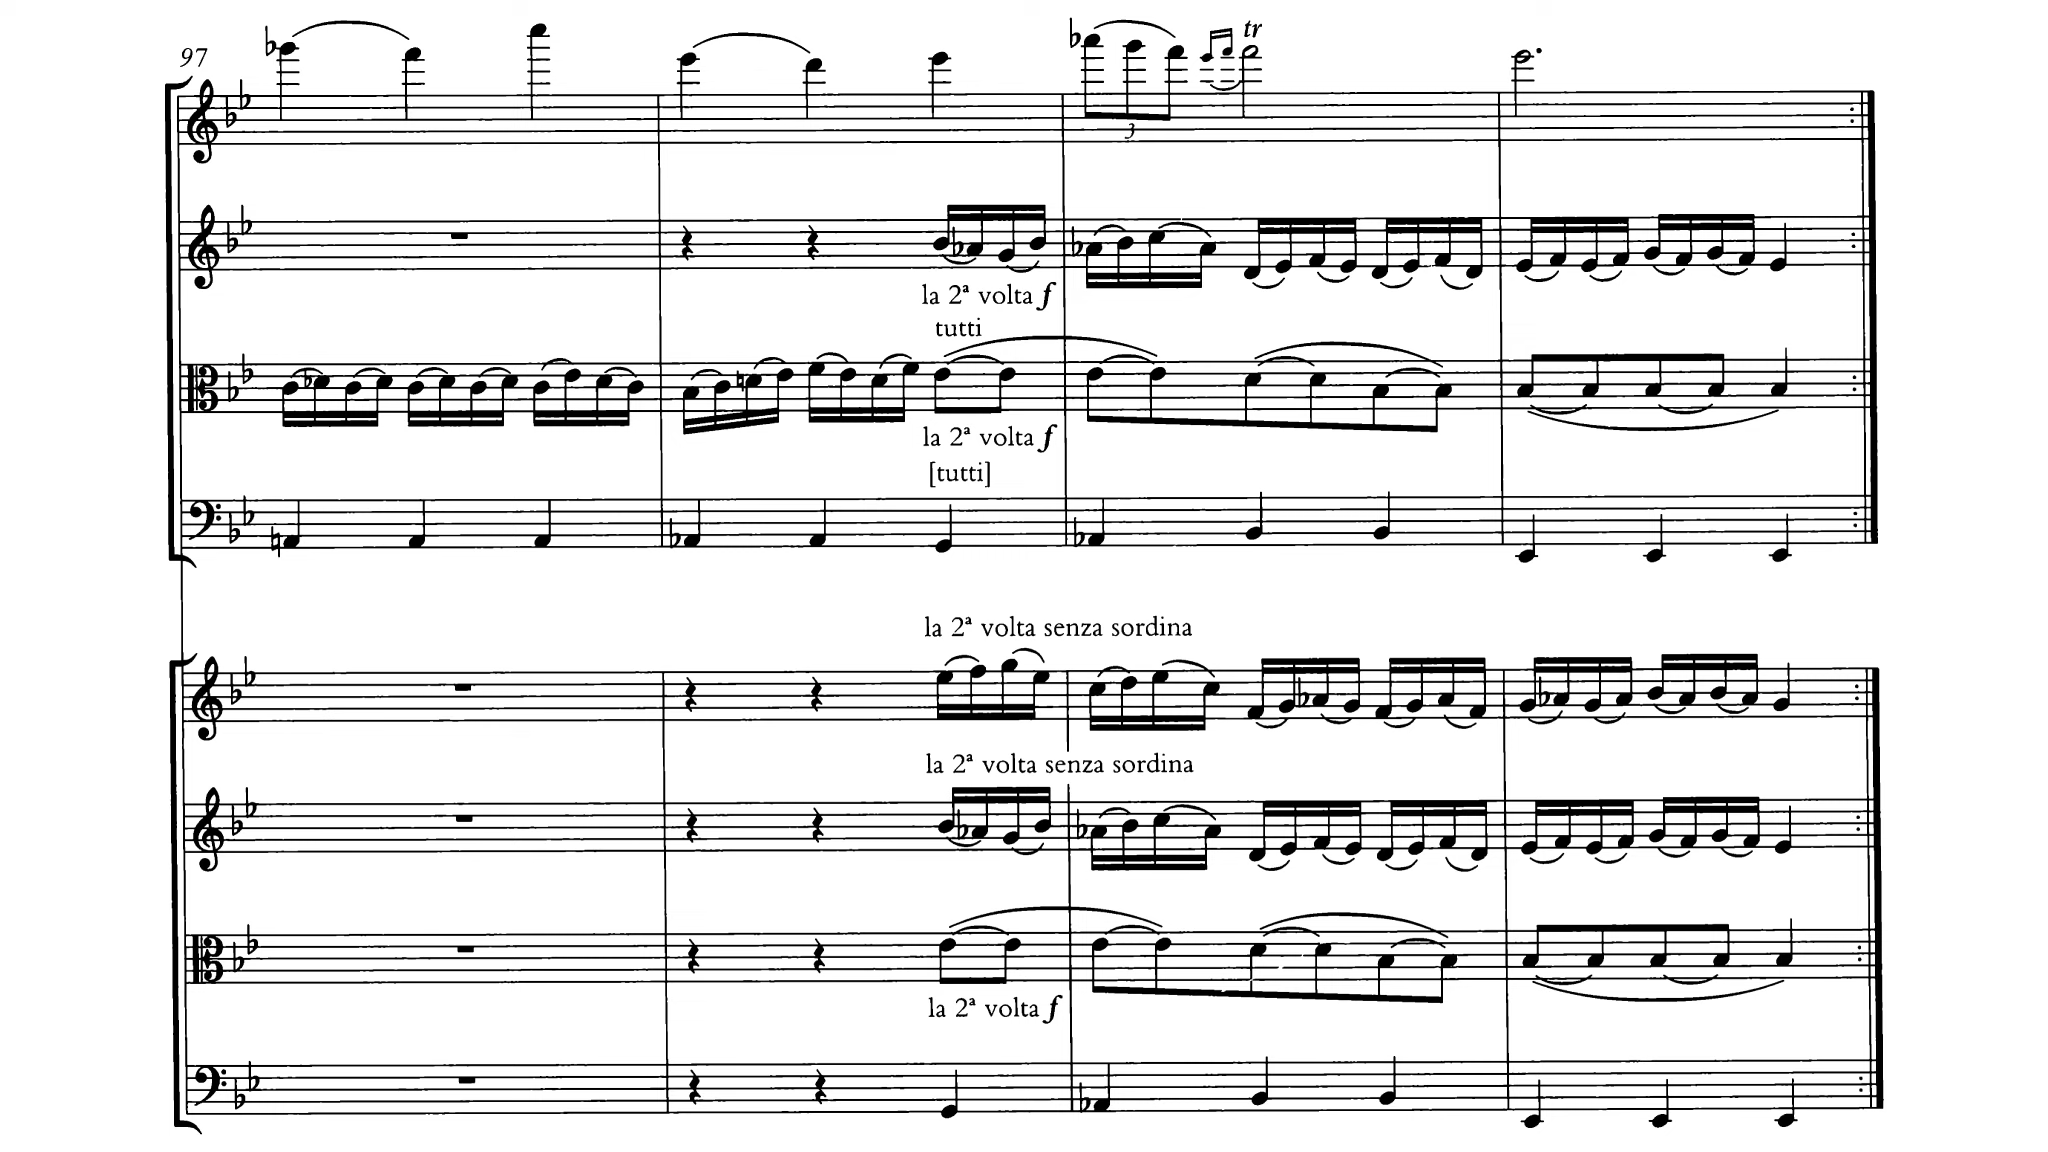 97
tr
3
la 2ª volta f
tutti
la 2ª volta f
[tutti]
la 2ª volta senza sordina
la 2ª volta senza sordina
la 2ª volta f